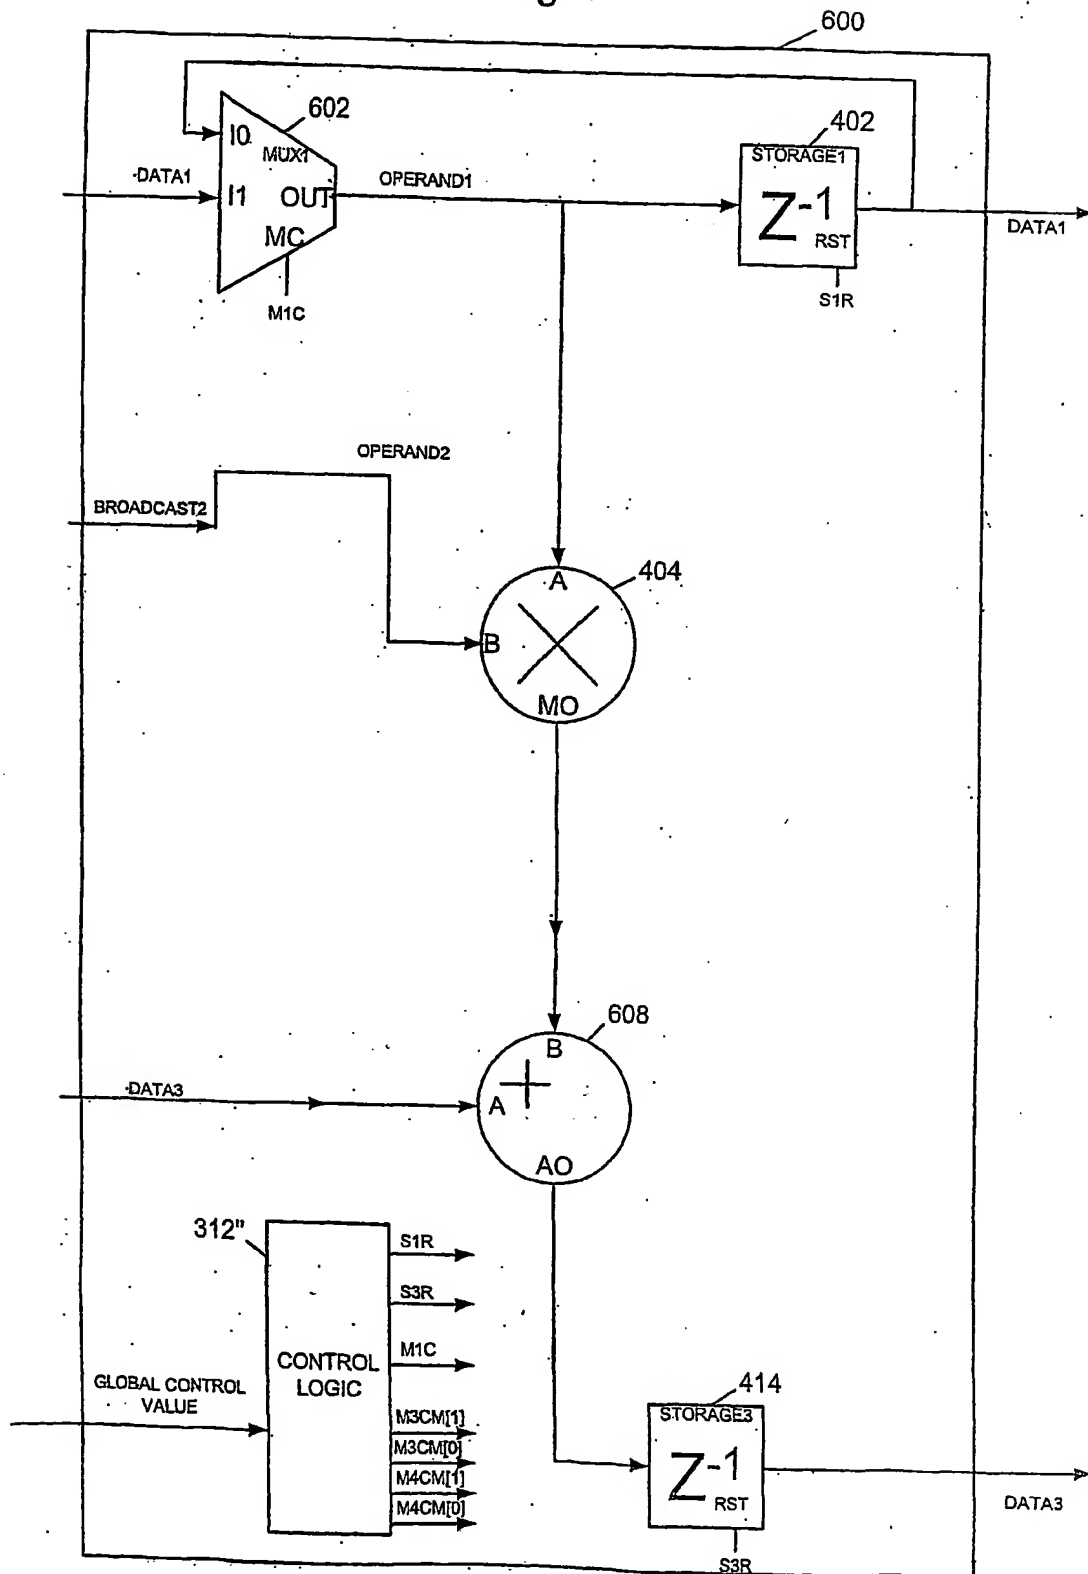 600
602
402
I0
MUX1
STORAGE1
DATA1
I1
OUT
OPERAND1
Z-1
RST
DATA1
MC
M1C
S1R
OPERAND2
BROADCAST2
404
A
B
MO
608
B
DATA3
A
AO
312"
S1R
S3R
M1C
CONTROL
LOGIC
GLOBAL CONTROL
VALUE
M3CM[1]
M3CM[0]
M4CM[1]
M4CM[0]
414
STORAGE3
Z-1
RST
DATA3
S3R